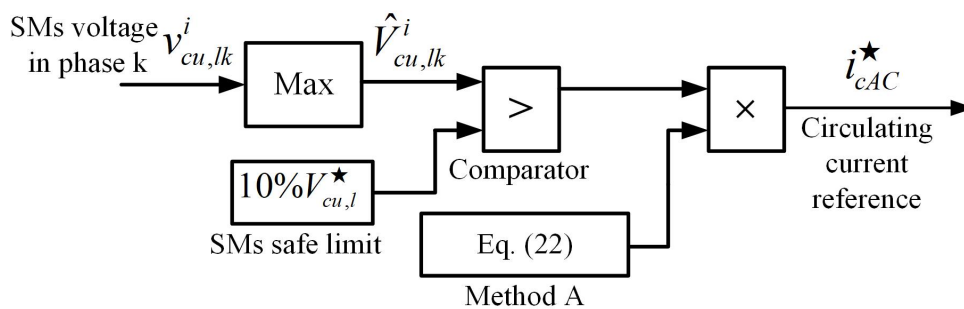 SMs voltage
in phase k
v^i_{cu,lk}
Max
V̂^i_{cu,lk}
>
Comparator
×
i^★_{cAC}
Circulating
current
reference
10%V^★_{cu,l}
SMs safe limit
Eq. (22)
Method A